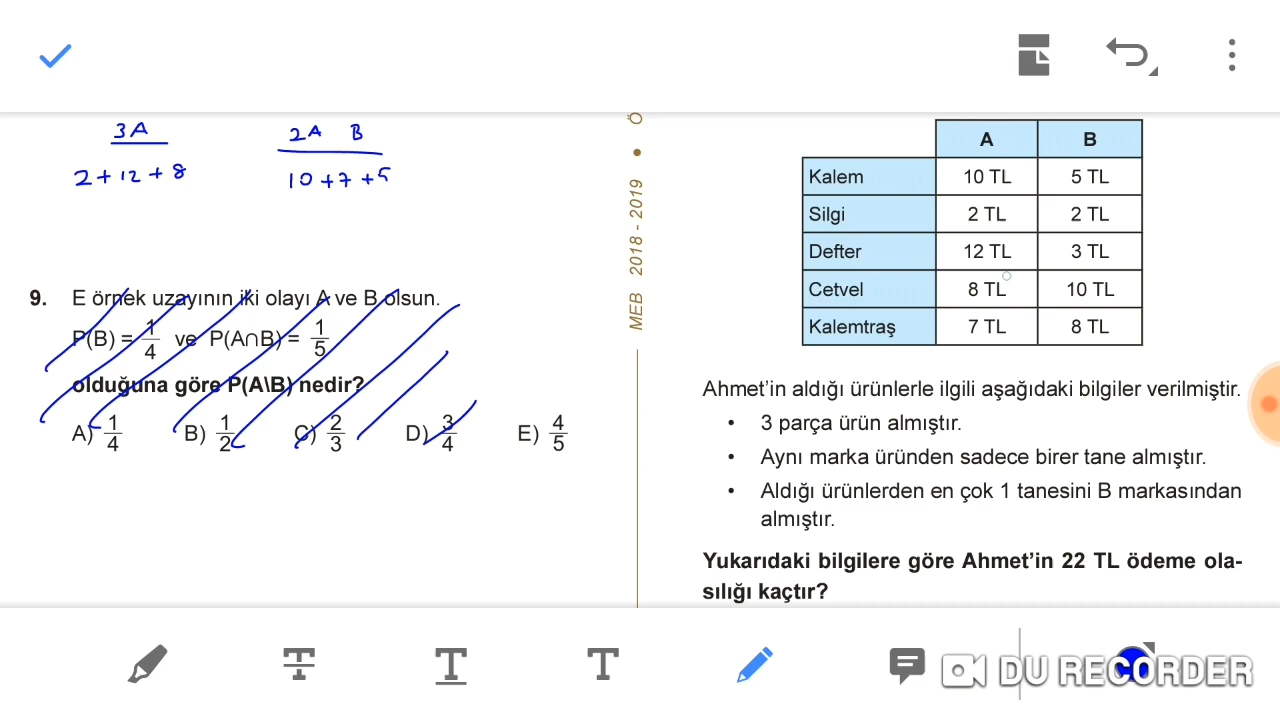 3A
2A B
2 + 12 + 8
10 + 7 + 5
9. E örnek uzayının iki olayı A ve B olsun.
P(B) = 1/4 ve P(A∩B) = 1/5
olduğuna göre P(A\B) nedir?
A) 1/4 B) 1/2 C) 2/3 D) 3/4 E) 4/5
MEB 2018 - 2019 • Ö
A B
Kalem 10 TL 5 TL
Silgi 2 TL 2 TL
Defter 12 TL 3 TL
Cetvel 8 TL 10 TL
Kalemtraş 7 TL 8 TL
Ahmet'in aldığı ürünlerle ilgili aşağıdaki bilgiler verilmiştir.
• 3 parça ürün almıştır.
• Aynı marka üründen sadece birer tane almıştır.
• Aldığı ürünlerden en çok 1 tanesini B markasından
almıştır.
Yukarıdaki bilgilere göre Ahmet'in 22 TL ödeme ola-
sılığı kaçtır?
T T T
DU RECORDER